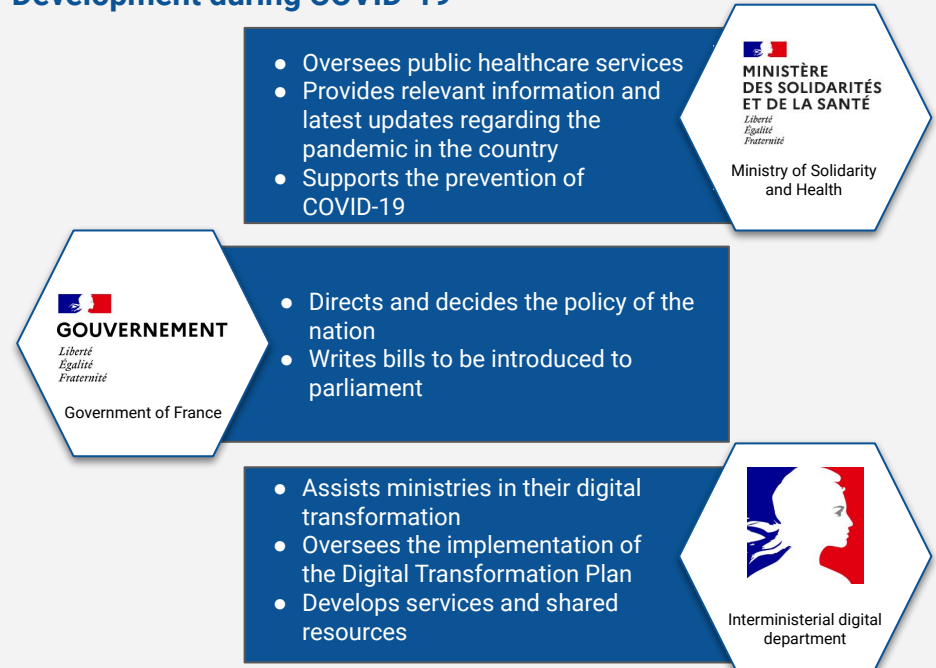 Development during COVID-19
● Oversees public healthcare services
● Provides relevant information and
latest updates regarding the
pandemic in the country
● Supports the prevention of
COVID-19
MINISTÈRE
DES SOLIDARITÉS
ET DE LA SANTÉ
Liberté
Égalité
Fraternité
Ministry of Solidarity
and Health
GOUVERNEMENT
Liberté
Égalité
Fraternité
Government of France
● Directs and decides the policy of the
nation
● Writes bills to be introduced to
parliament
● Assists ministries in their digital
transformation
● Oversees the implementation of
the Digital Transformation Plan
● Develops services and shared
resources
Interministerial digital
department